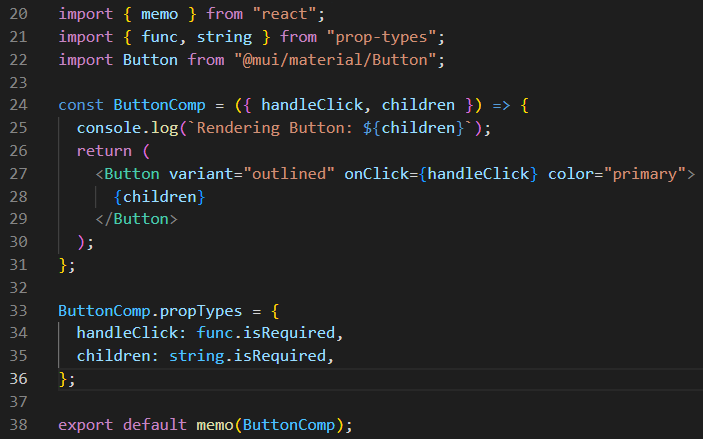 20 import { memo } from "react";
21 import { func, string } from "prop-types";
22 import Button from "@mui/material/Button";
23
24 const ButtonComp = ({ handleClick, children }) => {
25   console.log(`Rendering Button: ${children}`);
26   return (
27     <Button variant="outlined" onClick={handleClick} color="primary">
28       {children}
29     </Button>
30   );
31 };
32
33 ButtonComp.propTypes = {
34   handleClick: func.isRequired,
35   children: string.isRequired,
36 };
37
38 export default memo(ButtonComp);